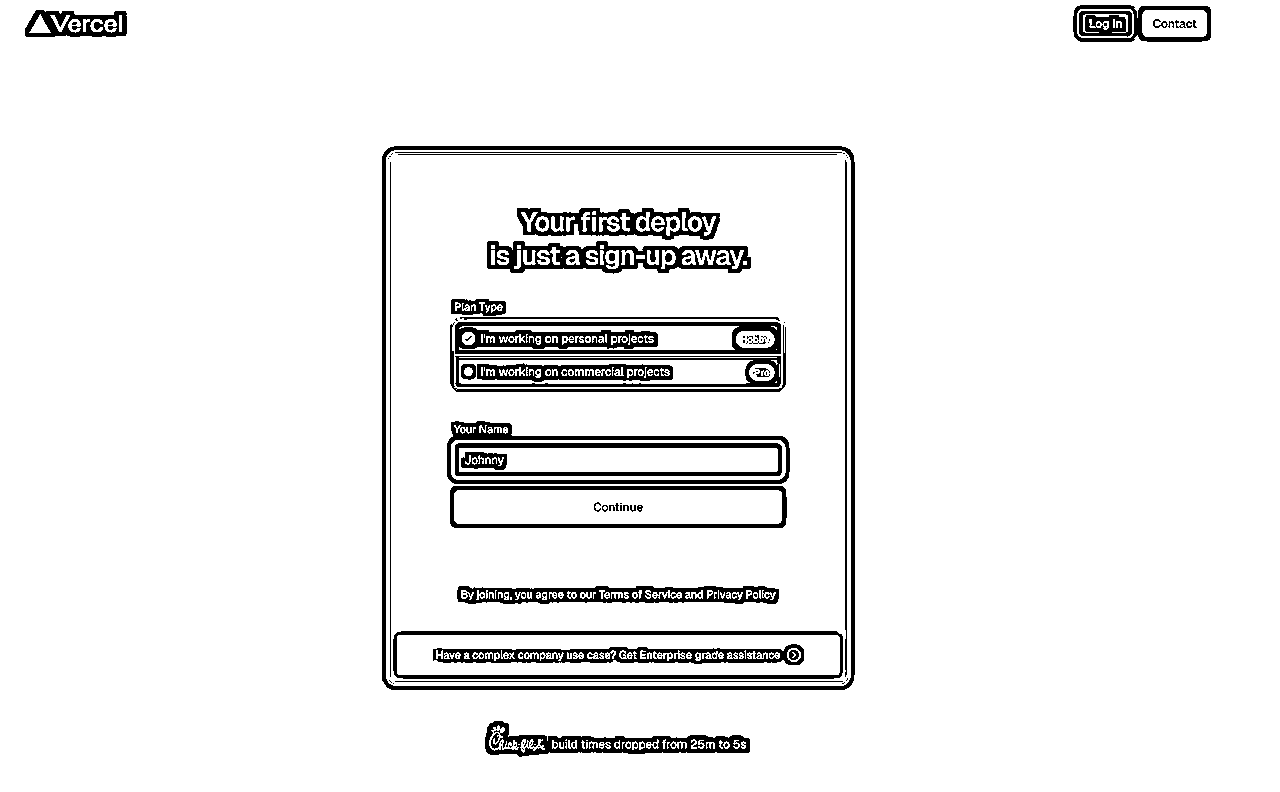 Vercel
Log In
Contact
Your first deploy
is just a sign-up away.
Plan Type
I'm working on personal projects
Hobby
I'm working on commercial projects
Pro
Your Name
Johnny
Continue
By joining, you agree to our Terms of Service and Privacy Policy
Have a complex company use case? Get Enterprise grade assistance
Chick-fil-A build times dropped from 25m to 5s